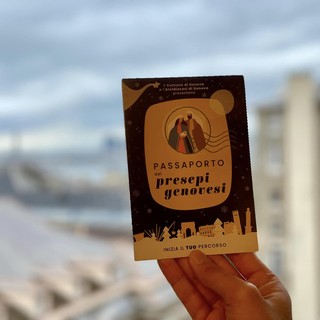 Il Comune di Genova
e l'Arcidiocesi di Genova
presentano
PASSAPORTO
dei
presepi
genovesi
INIZIA IL TUO PERCORSO